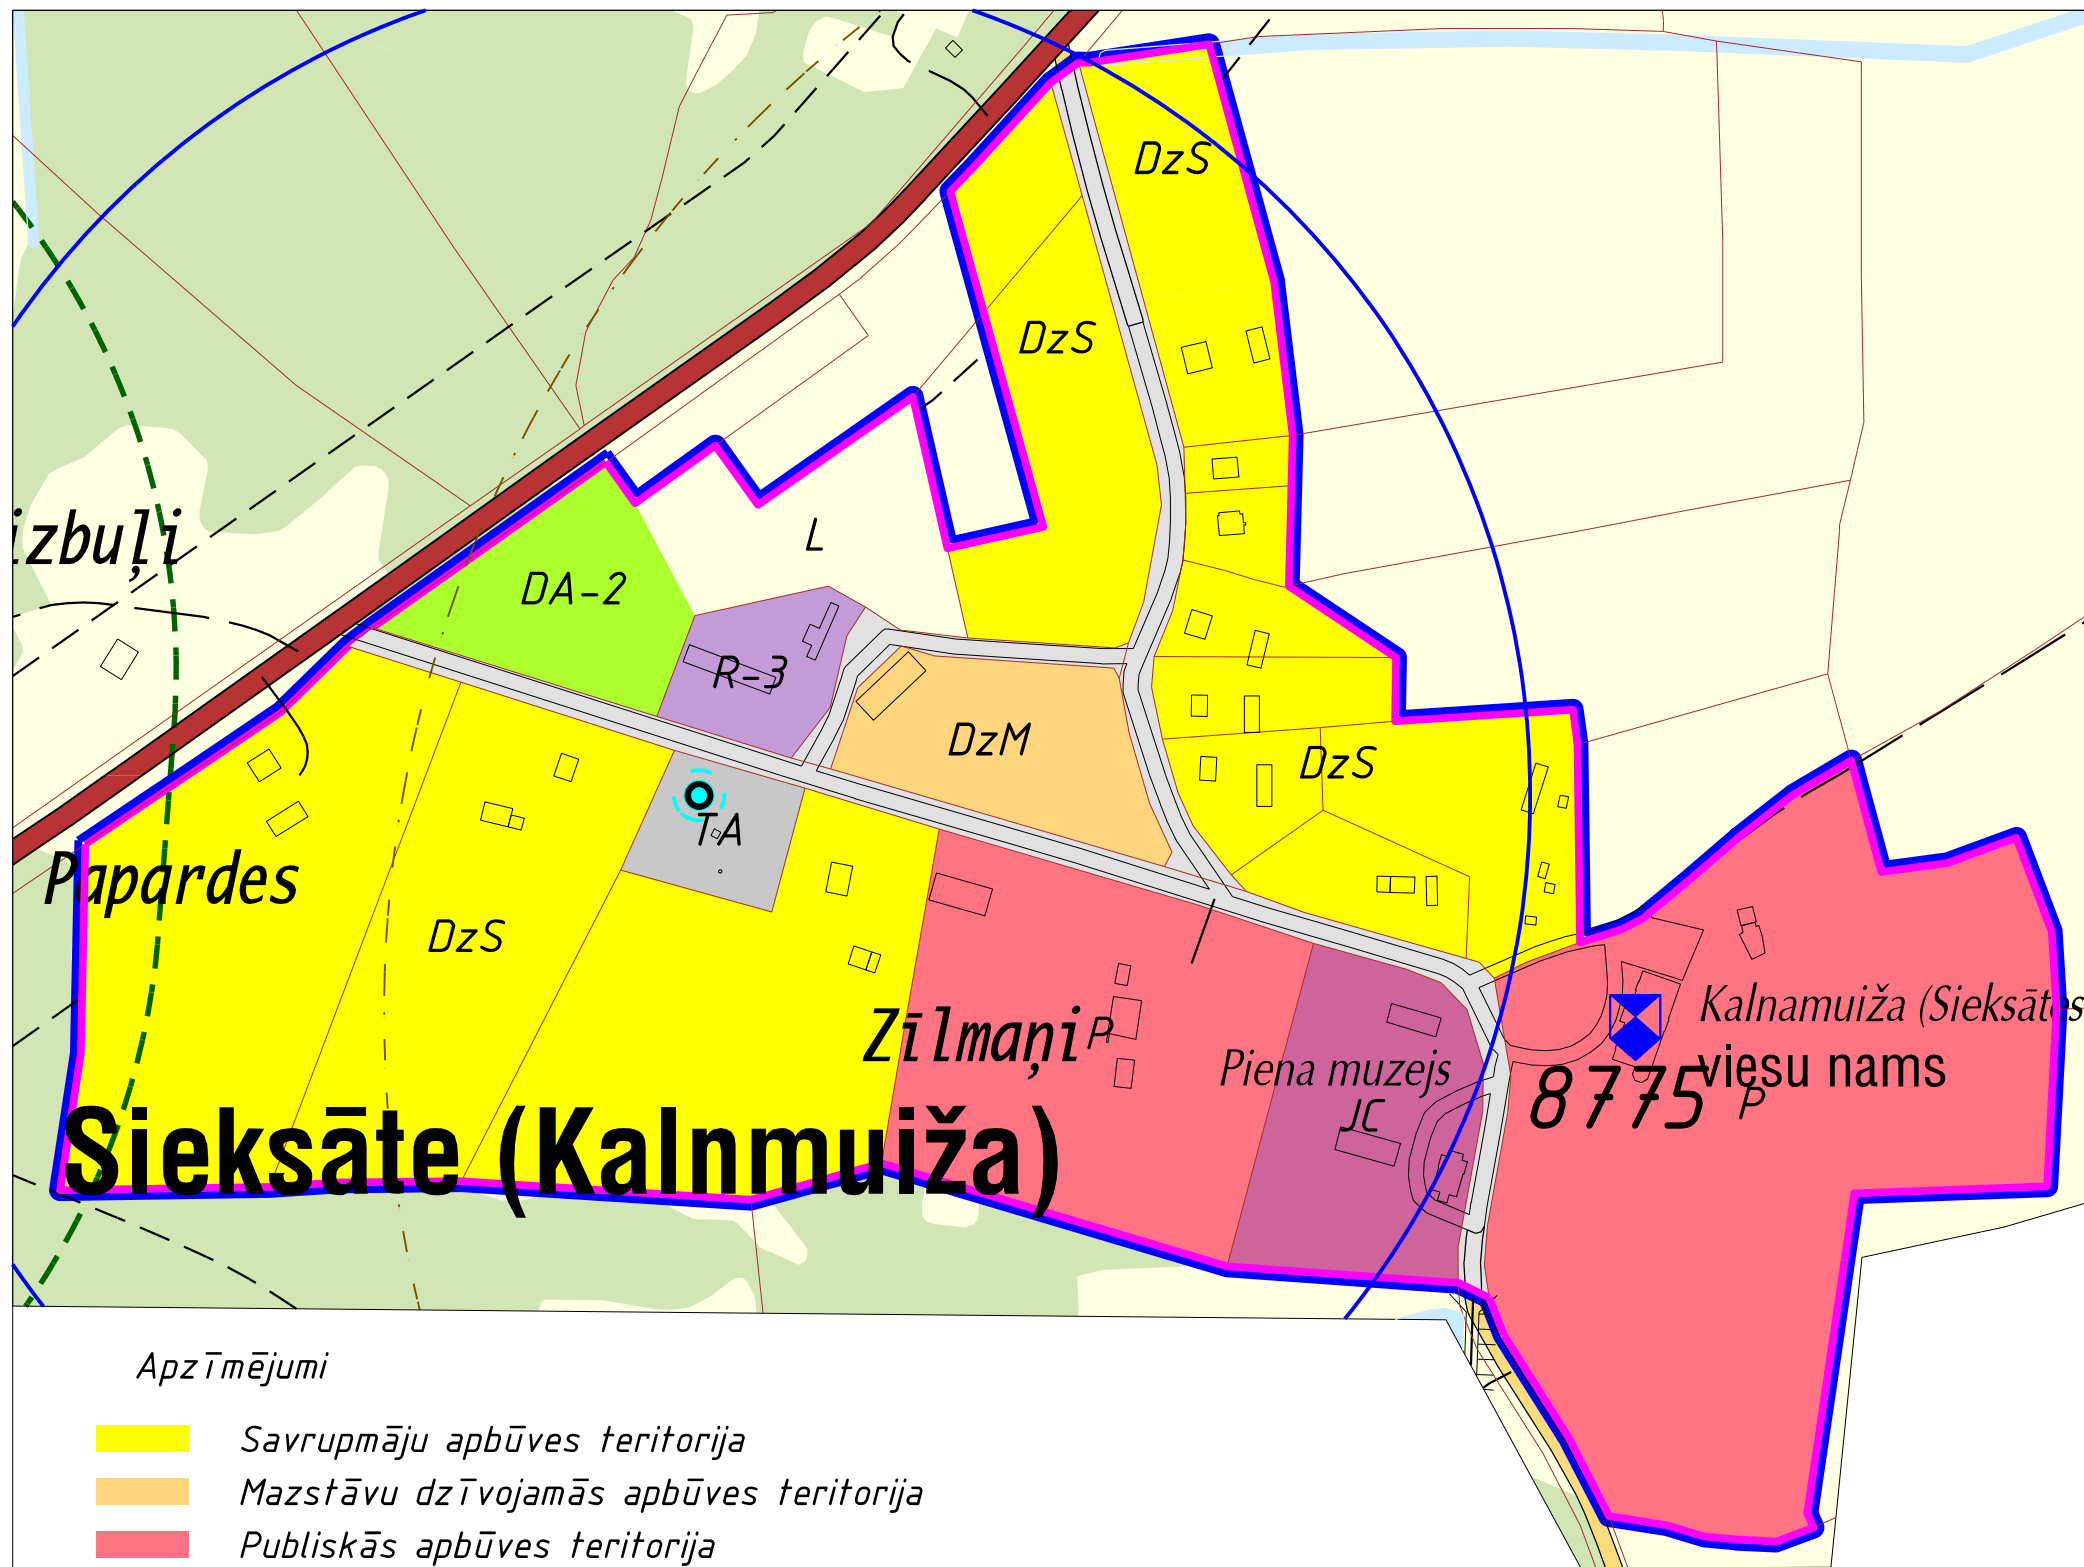 DzS
DzS
izbuļi
L
DA-2
R-3
DzM
DzS
TA
Papardes
DzS
Kalnamuiža (Sieksātes
Zīlmaņi
P
Piena muzejs
viesu nams
8775
P
JC
Sieksāte (Kalnmuiža)
Apzīmējumi
Savrupmāju apbūves teritorija
Mazstāvu dzīvojamās apbūves teritorija
Publiskās apbūves teritorija